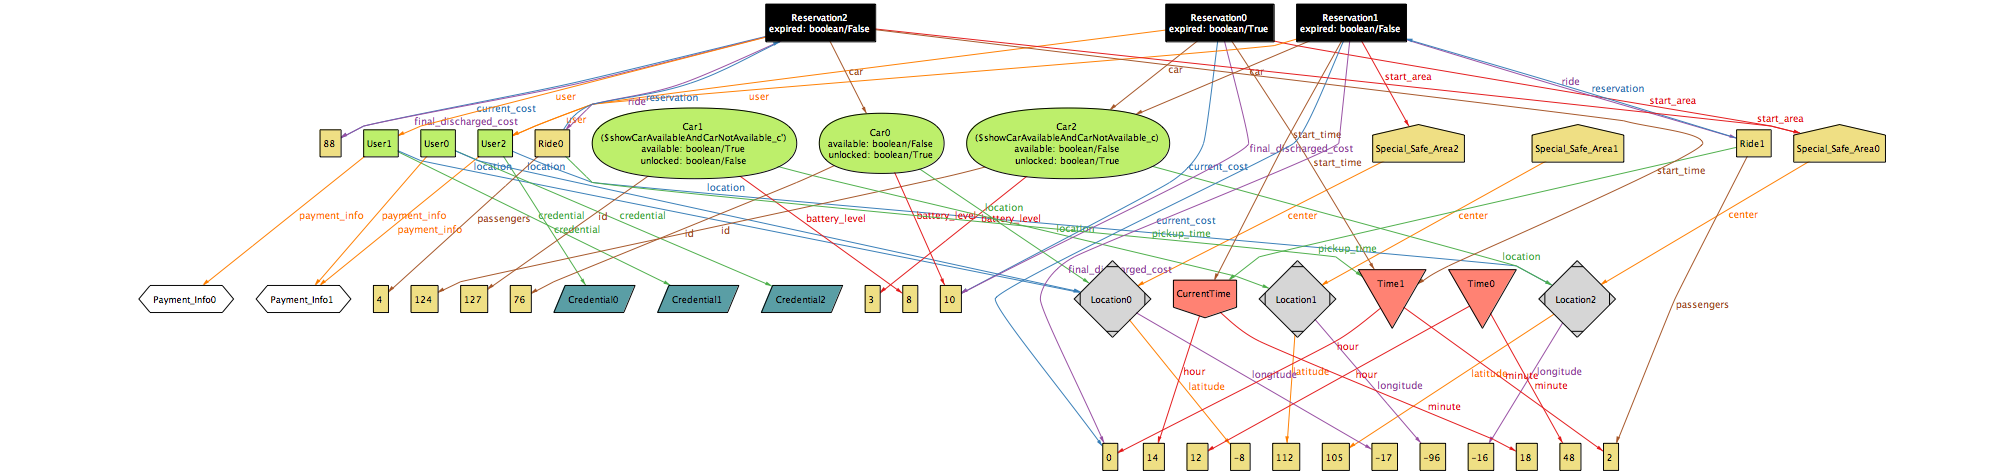 Reservation2
expired: boolean/False
Reservation0
expired: boolean/True
Reservation1
expired: boolean/False
car
car
car
start_area
ride
reservation
user
ride
reservation
user
start_area
current_cost
final_discharged_cost
user
start_area
88
User1
User0
User2
Ride0
Car1
($showCarAvailableAndCarNotAvailable_c')
available: boolean/True
unlocked: boolean/False
Car0
available: boolean/False
unlocked: boolean/True
Car2
($showCarAvailableAndCarNotAvailable_c)
available: boolean/False
unlocked: boolean/True
start_time
final_discharged_cost
start_time
Special_Safe_Area2
Special_Safe_Area1
Ride1
Special_Safe_Area0
location
location
location
current_cost
start_time
payment_info
payment_info
payment_info
passengers
credential
credential
id
credential
id
id
battery_level
battery_level
battery_level
location
location
current_cost
pickup_time
center
center
center
pickup_time
location
final_discharged_cost
passengers
Payment_Info0
Payment_Info1
4
124
127
76
Credential0
Credential1
Credential2
3
8
10
Location0
CurrentTime
Location1
Time1
Time0
Location2
hour
hour
hour
latitude
longitude
latitude
longitude
latitude
minute
longitude
minute
minute
0
14
12
-8
112
105
-17
-96
-16
18
48
2